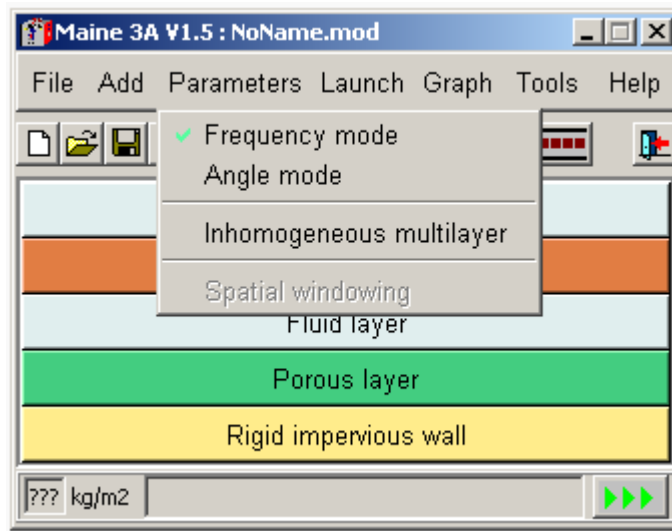 Maine 3A V1.5 : NoName.mod
File Add Parameters Launch Graph Tools Help
Frequency mode
Angle mode
Inhomogeneous multilayer
Spatial windowing
Fluid layer
Porous layer
Rigid impervious wall
??? kg/m2